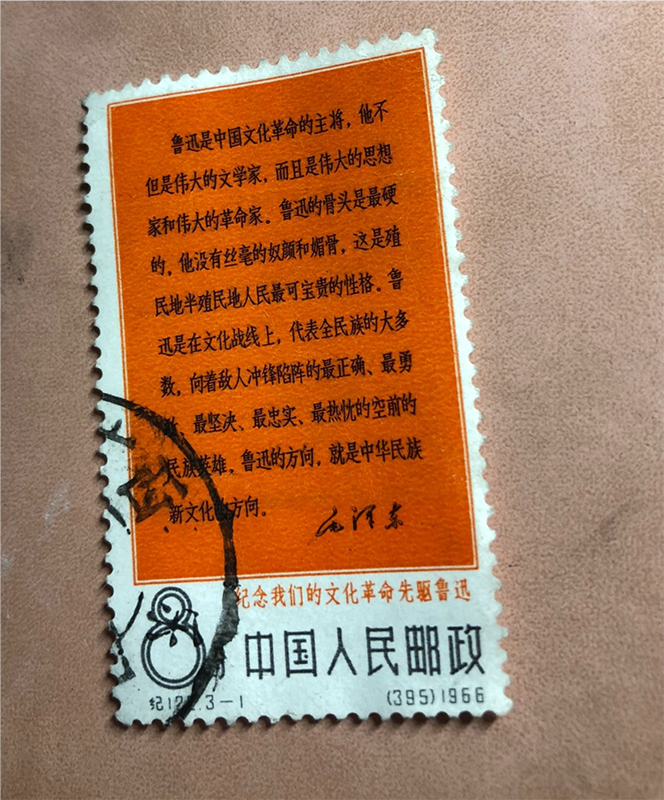 鲁迅是中国文化革命的主将，他不
但是伟大的文学家，而且是伟大的思想
家和伟大的革命家。鲁迅的骨头是最硬
的，他没有丝毫的奴颜和媚骨，这是殖
民地半殖民地人民最可宝贵的性格。鲁
迅是在文化战线上，代表全民族的大多
数，向着敌人冲锋陷阵的最正确、最勇
、最坚决、最忠实、最热忱的空前的
民族英雄。鲁迅的方向，就是中华民族
新文化的方向。
毛泽东
纪念我们的文化革命先驱鲁迅
8分 中国人民邮政
纪122.3-1 (395)1966